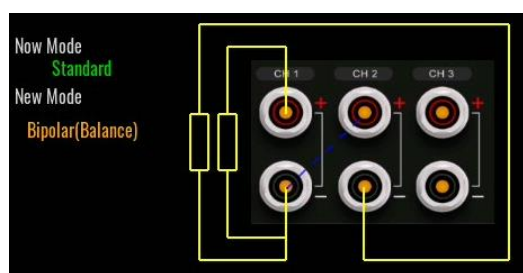 Now Mode
Standard
New Mode
Bipolar(Balance)
CH 1 CH 2 CH 3
+ + +
− − −